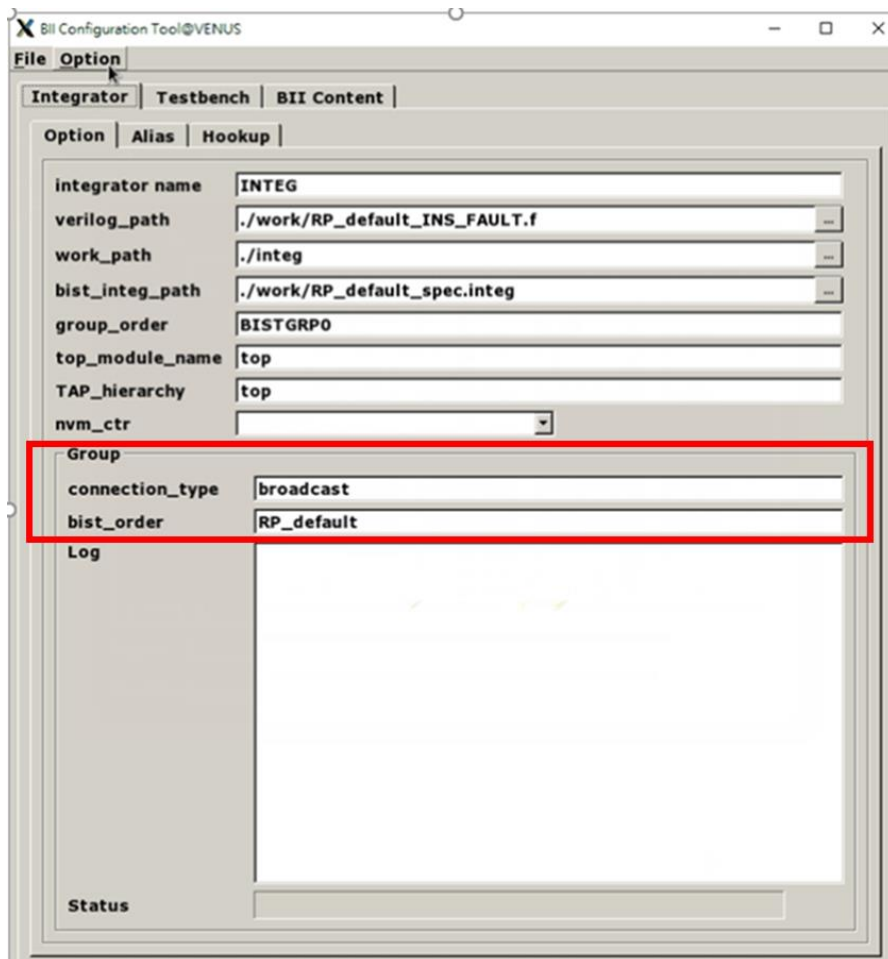 BII Configuration Tool@VENUS
File Option
Integrator Testbench BII Content
Option Alias Hookup
integrator name INTEG
verilog_path ./work/RP_default_INS_FAULT.f ...
work_path ./integ ...
bist_integ_path ./work/RP_default_spec.integ ...
group_order BISTGRP0
top_module_name top
TAP_hierarchy top
nvm_ctr
Group
connection_type broadcast
bist_order RP_default
Log
Status